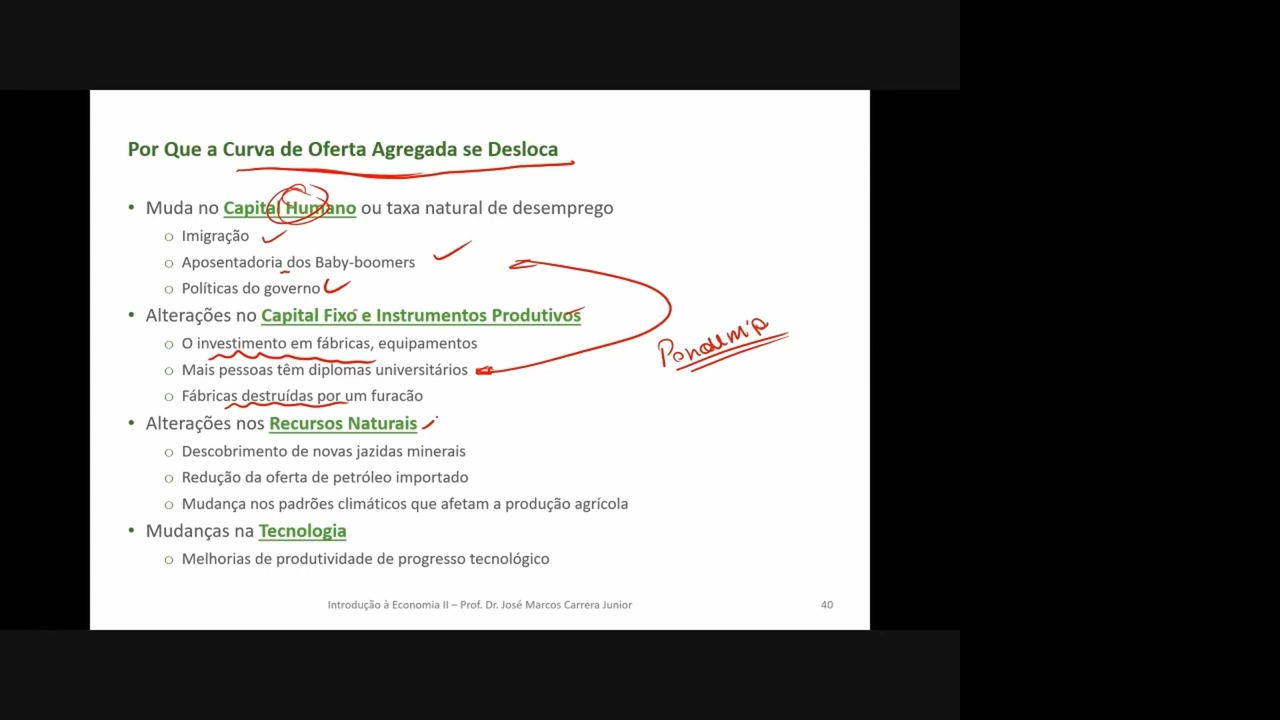 Por Que a Curva de Oferta Agregada se Desloca
• Muda no Capital Humano ou taxa natural de desemprego
○ Imigração
○ Aposentadoria dos Baby-boomers
○ Políticas do governo
• Alterações no Capital Fixo e Instrumentos Produtivos
○ O investimento em fábricas, equipamentos
○ Mais pessoas têm diplomas universitários
Pandemia
○ Fábricas destruídas por um furacão
• Alterações nos Recursos Naturais
○ Descobrimento de novas jazidas minerais
○ Redução da oferta de petróleo importado
○ Mudança nos padrões climáticos que afetam a produção agrícola
• Mudanças na Tecnologia
○ Melhorias de produtividade de progresso tecnológico
Introdução à Economia II – Prof. Dr. José Marcos Carrera Junior
40